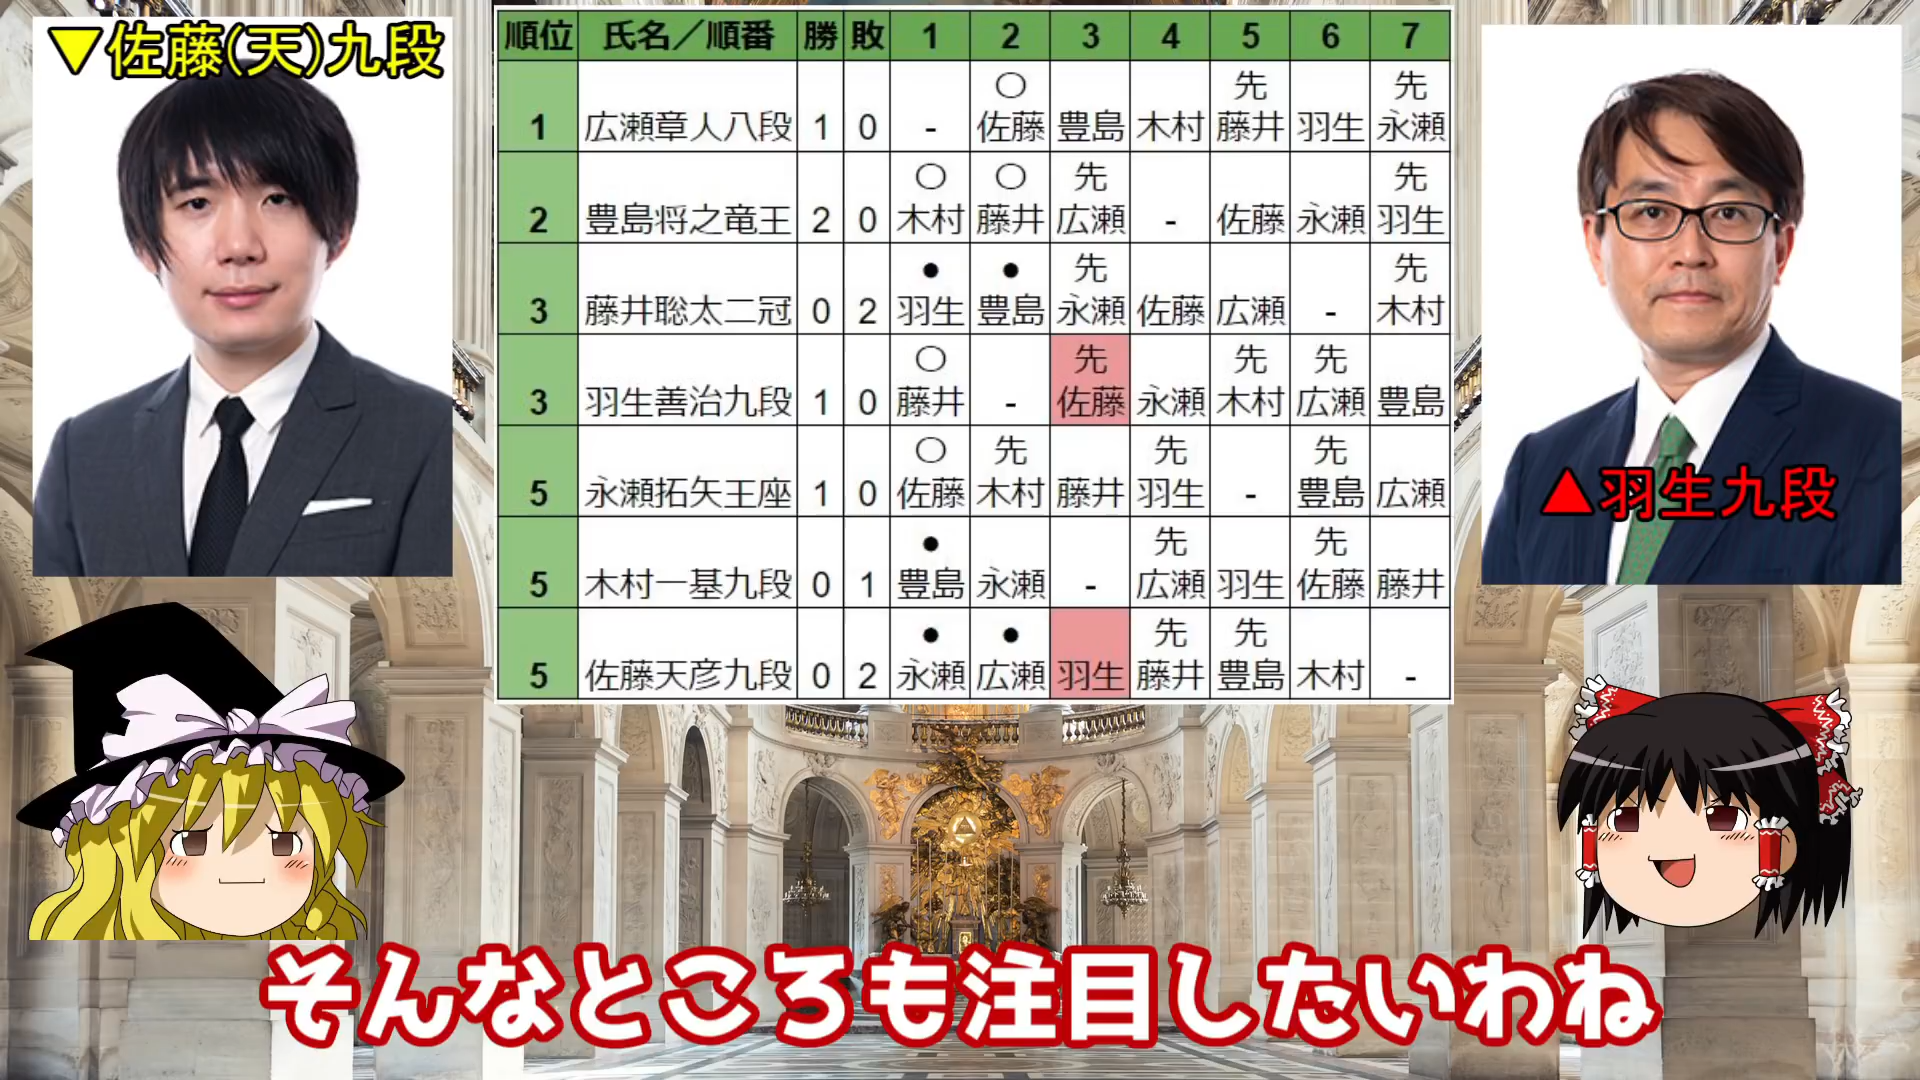 ▼佐藤(天)九段
順位 氏名／順番 勝 敗 1 2 3 4 5 6 7
○ 先 先
1 広瀬章人八段 1 0 - 佐藤 豊島 木村 藤井 羽生 永瀬
○ ○ 先 先
2 豊島将之竜王 2 0 木村 藤井 広瀬 - 佐藤 永瀬 羽生
● ● 先 先
3 藤井聡太二冠 0 2 羽生 豊島 永瀬 佐藤 広瀬 - 木村
○ 先 先 先
3 羽生善治九段 1 0 藤井 - 佐藤 永瀬 木村 広瀬 豊島
○ 先 先 先
5 永瀬拓矢王座 1 0 佐藤 木村 藤井 羽生 - 豊島 広瀬
● 先 先
5 木村一基九段 0 1 豊島 永瀬 - 広瀬 羽生 佐藤 藤井
● ● 先 先
5 佐藤天彦九段 0 2 永瀬 広瀬 羽生 藤井 豊島 木村 -
▲羽生九段
そんなところも注目したいわね